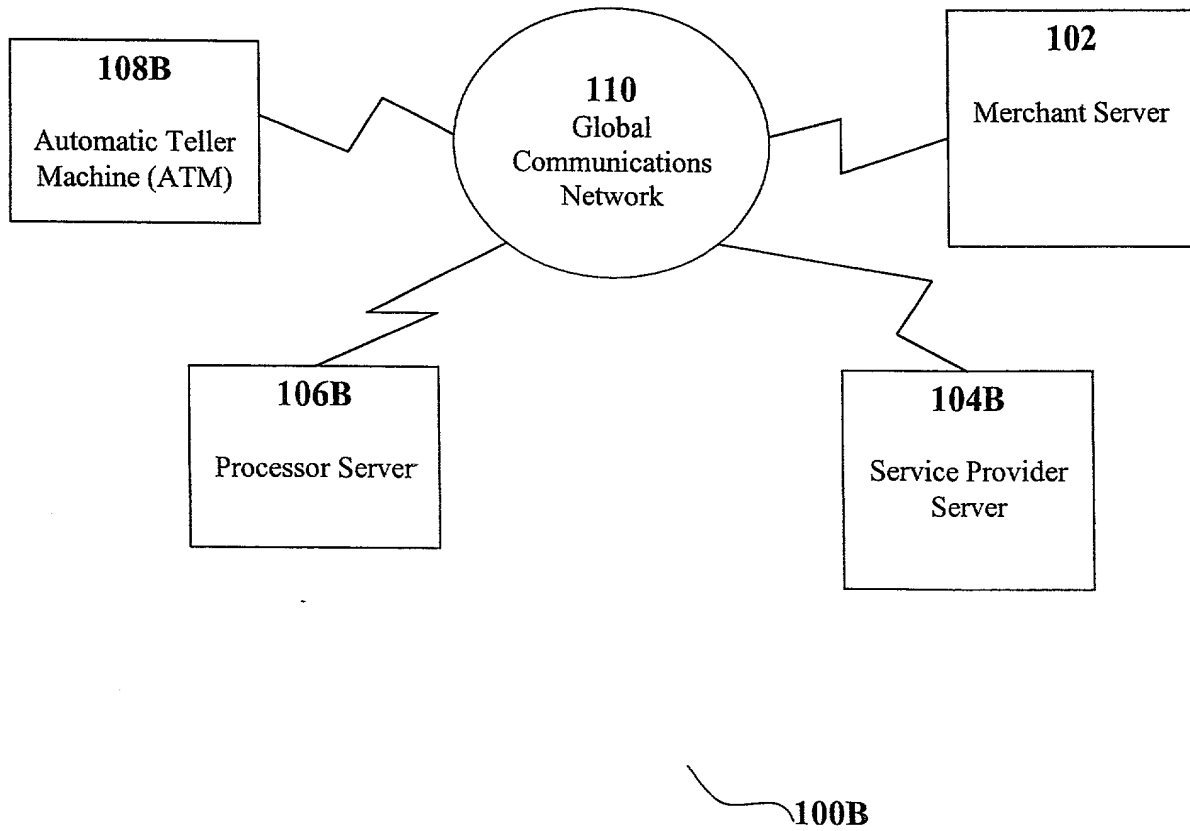 108B
Automatic Teller
Machine (ATM)
110
Global
Communications
Network
102
Merchant Server
106B
Processor Server
104B
Service Provider
Server
100B